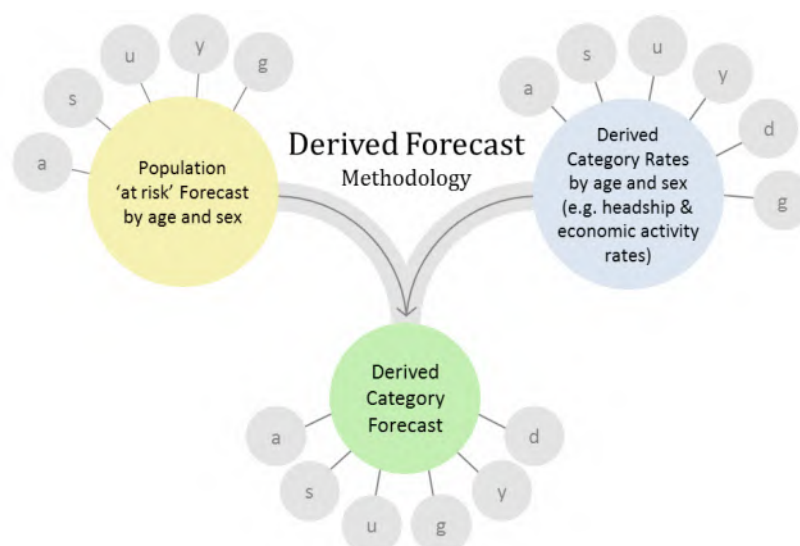 a
s
u
y
g
Population
‘at risk’ Forecast
by age and sex
Derived Forecast
Methodology
a
s
u
y
d
g
Derived
Category Rates
by age and sex
(e.g. headship &
economic activity
rates)
Derived
Category
Forecast
a
s
u
g
y
d